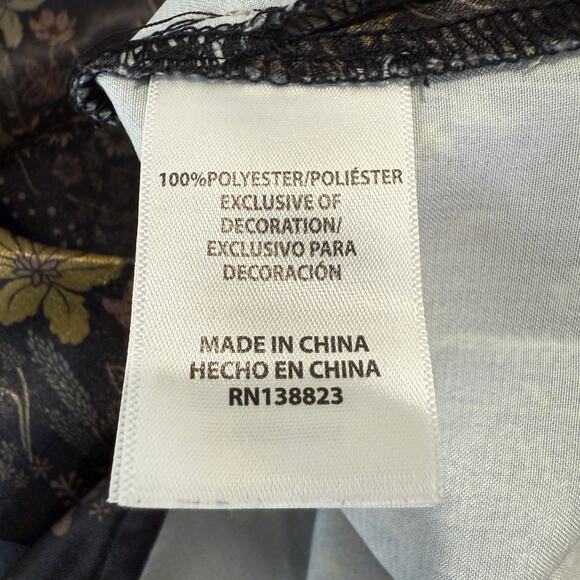 100%POLYESTER/POLIÉSTER
EXCLUSIVE OF
DECORATION/
EXCLUSIVO PARA
DECORACIÓN
MADE IN CHINA
HECHO EN CHINA
RN138823